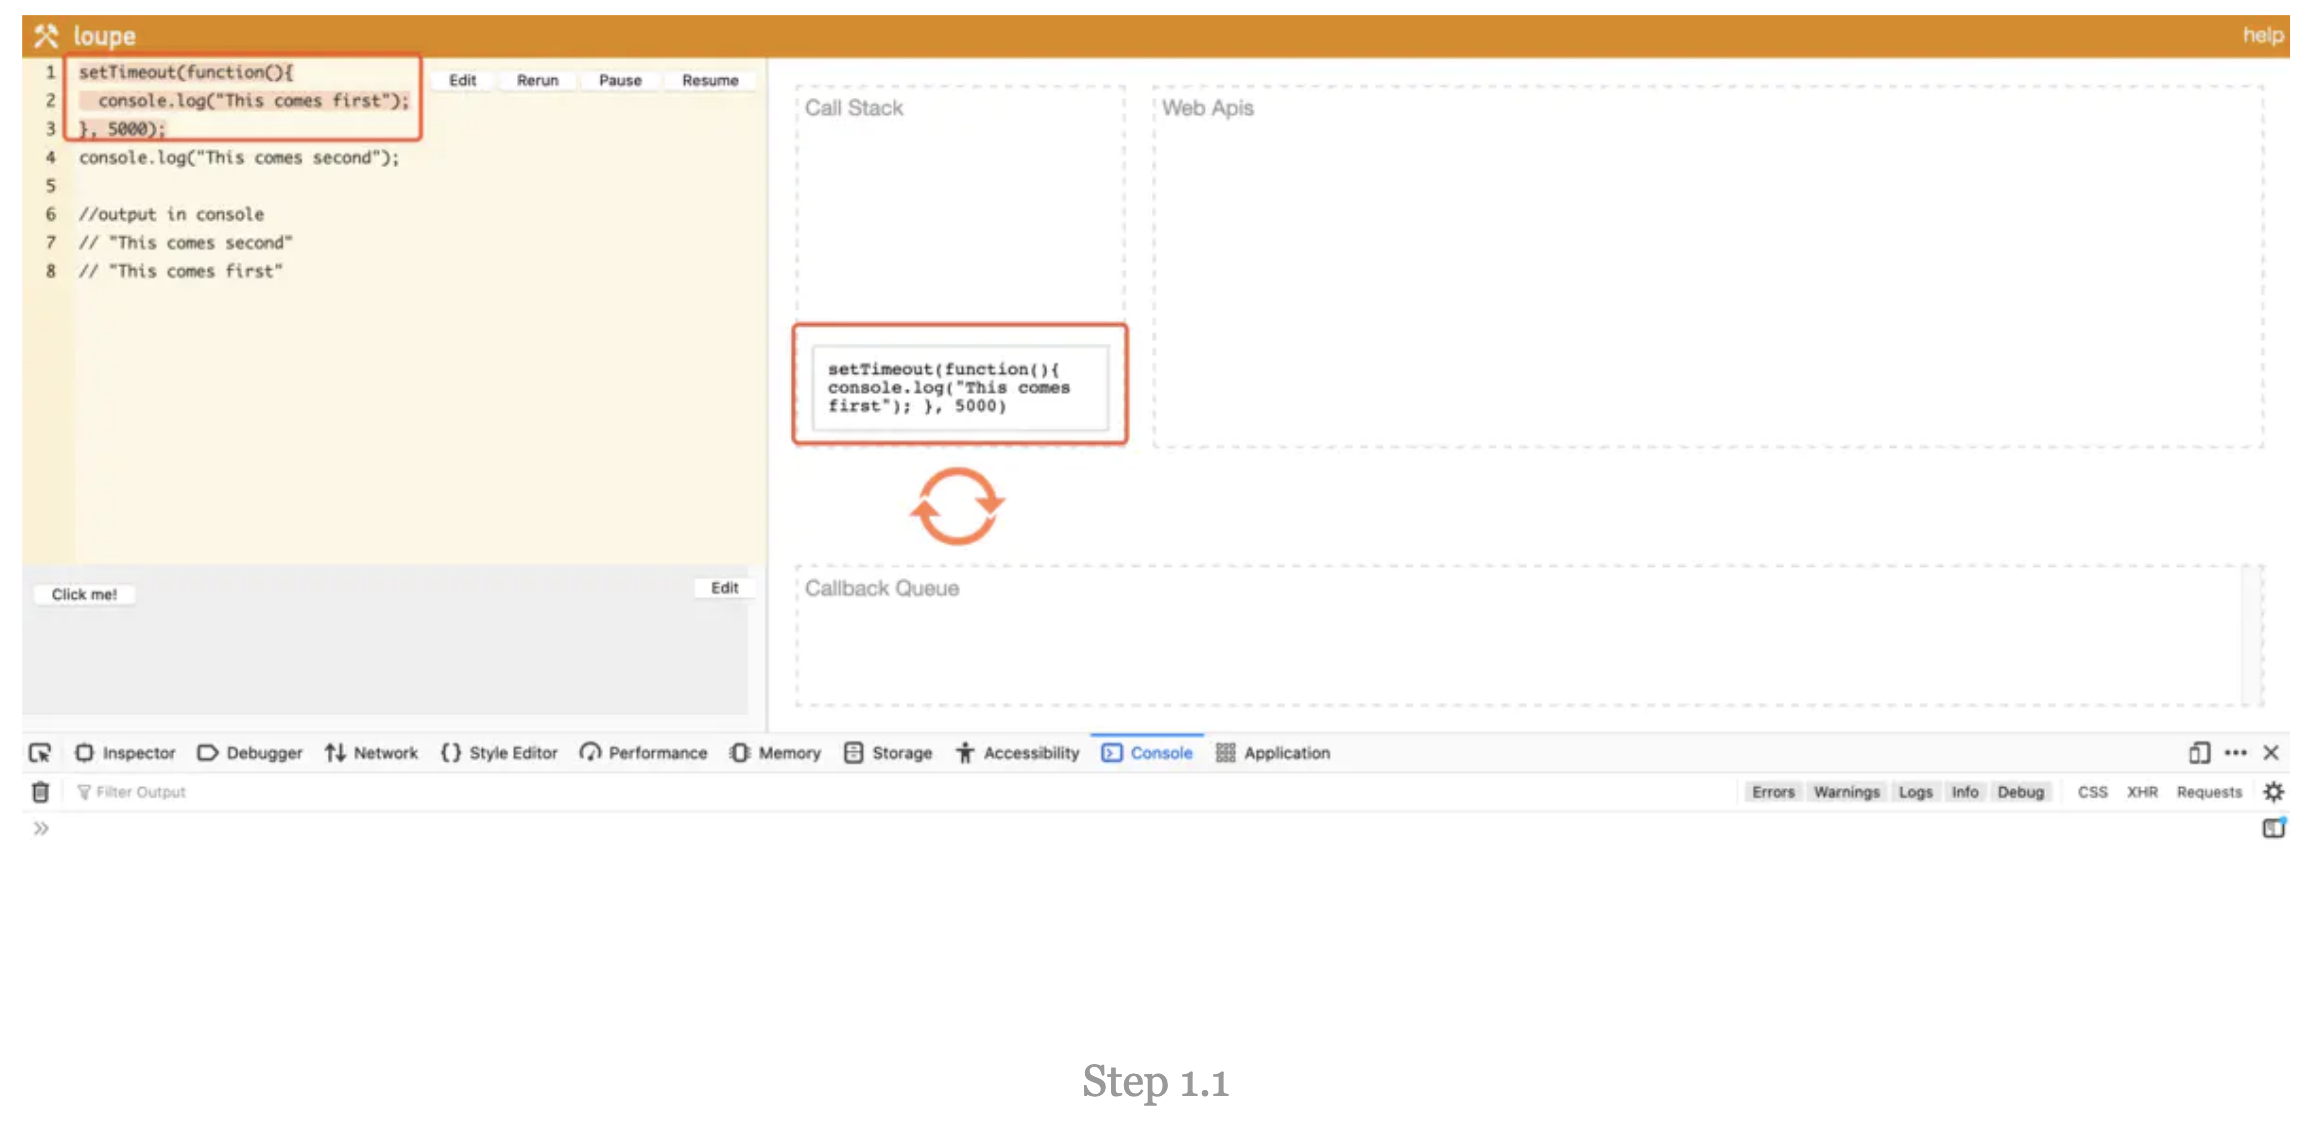 loupe
help
1 setTimeout(function(){
2   console.log("This comes first");
3 }, 5000);
4 console.log("This comes second");
5
6 //output in console
7 // "This comes second"
8 // "This comes first"
Edit Rerun Pause Resume
Call Stack
setTimeout(function(){
console.log("This comes
first"); }, 5000)
Web Apis
Click me!
Edit
Callback Queue
Inspector Debugger Network {} Style Editor Performance Memory Storage Accessibility Console Application
Filter Output
Errors Warnings Logs Info Debug CSS XHR Requests
Step 1.1